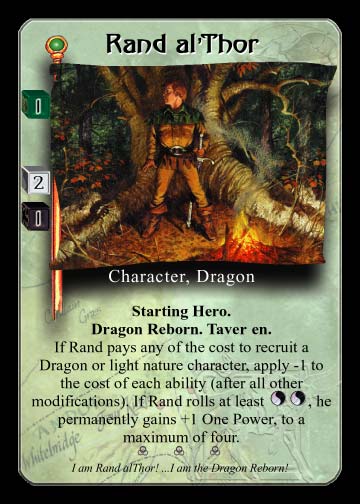 Rand al'Thor
0
2
0
Character, Dragon
Starting Hero.
Dragon Reborn. Taver en.
If Rand pays any of the cost to recruit a
Dragon or light nature character, apply -1 to
the cost of each ability (after all other
modifications). If Rand rolls at least , he
permanently gains +1 One Power, to a
maximum of four.
Whitebridge
I am Rand alThor! ...I am the Dragon Reborn!